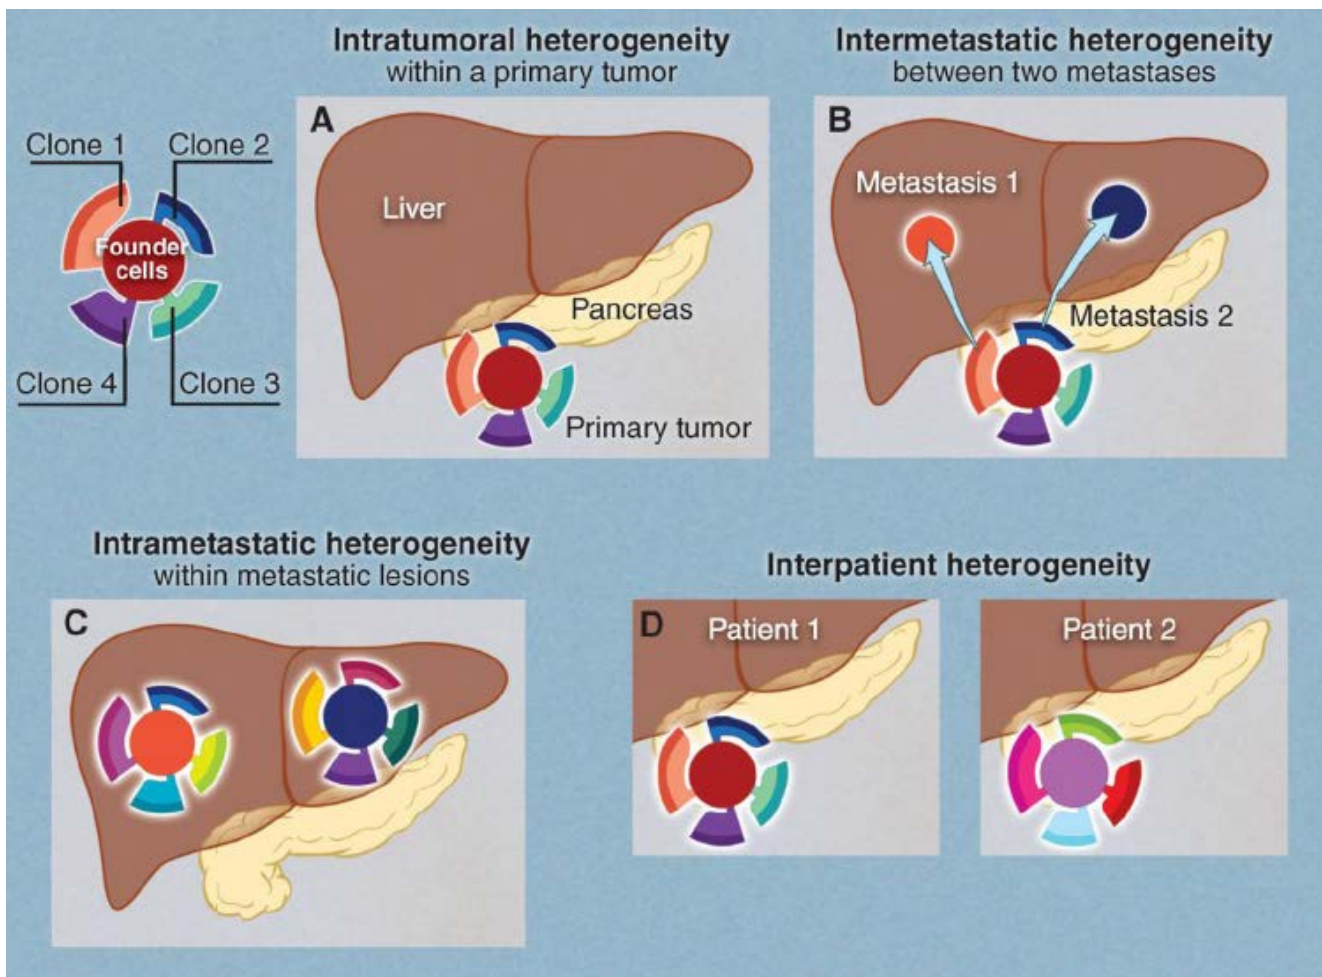 Intratumoral heterogeneity
within a primary tumor
Intermetastatic heterogeneity
between two metastases
Clone 1
Clone 2
Founder
cells
Clone 4
Clone 3
A
Liver
Pancreas
Primary tumor
B
Metastasis 1
Metastasis 2
Intrametastatic heterogeneity
within metastatic lesions
C
Interpatient heterogeneity
D
Patient 1
Patient 2